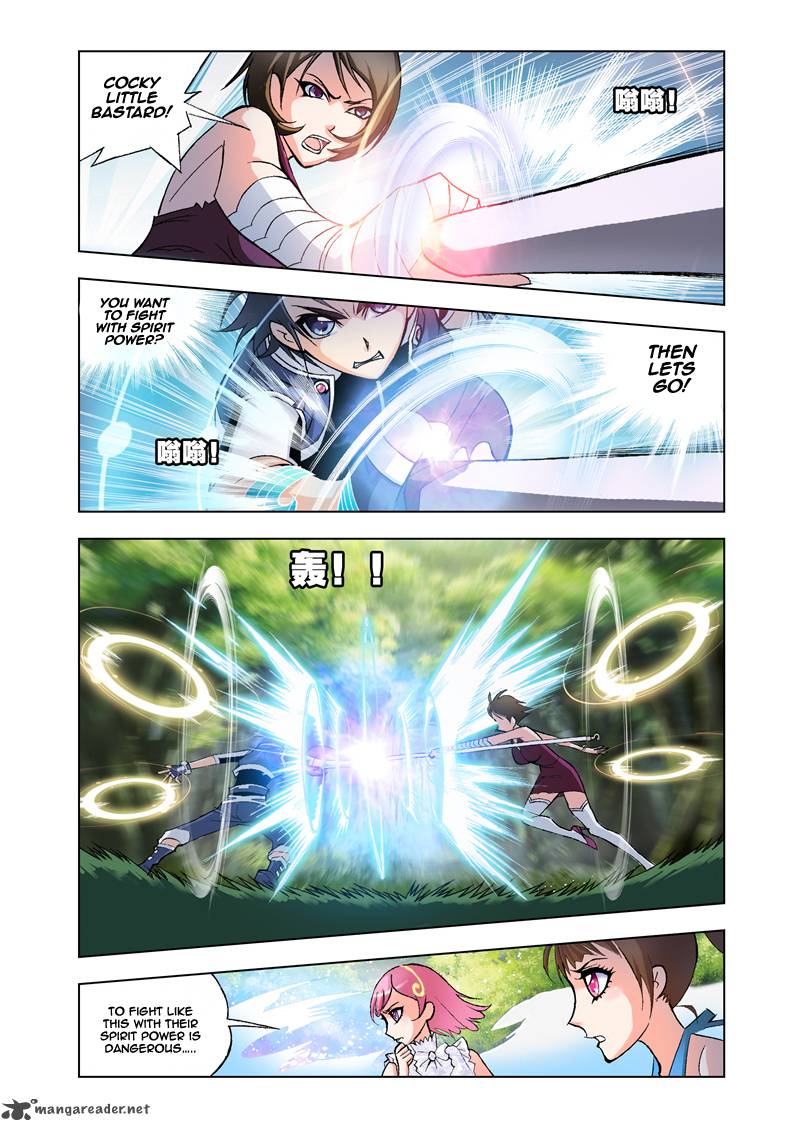 COCKY
LITTLE
BASTARD!
嗡嗡!
YOU WANT
TO FIGHT
WITH SPIRIT
POWER?
THEN
LETS
GO!
嗡嗡!
轰!!
TO FIGHT LIKE
THIS WITH THEIR
SPIRIT POWER IS
DANGEROUS.....
mangareader.net